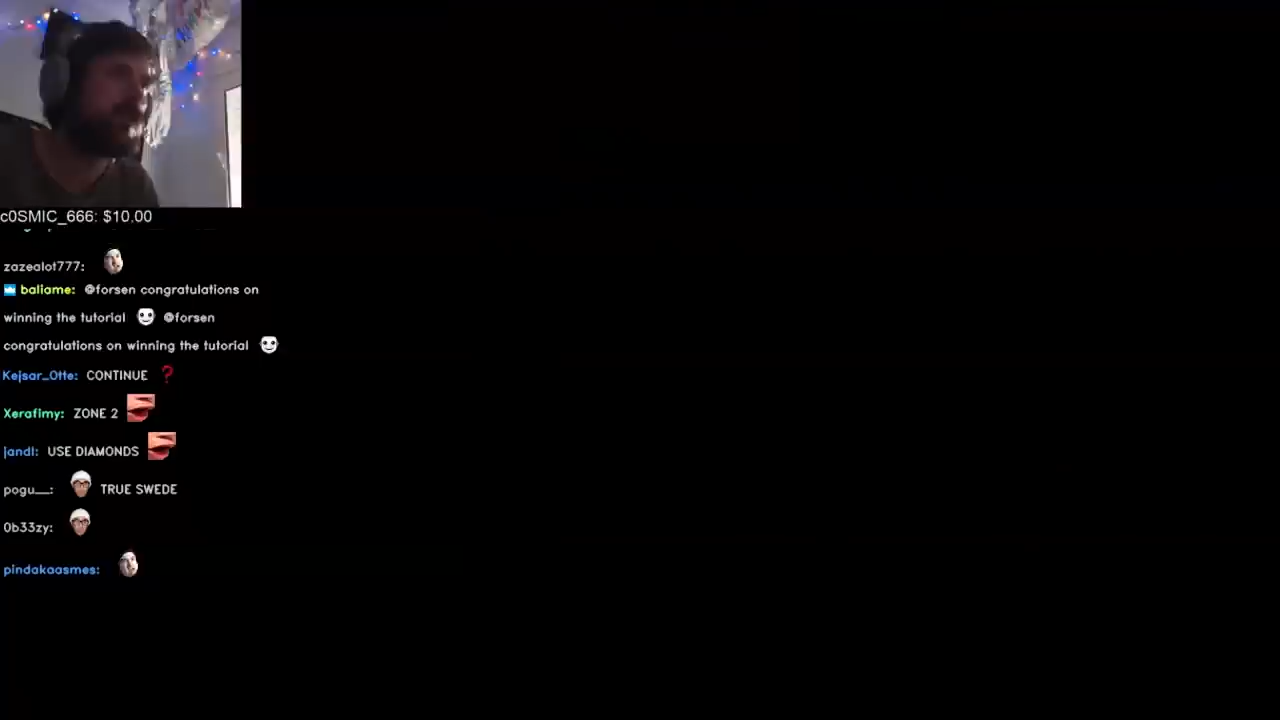 c0SMIC_666: $10.00
zazealot777:
baliame: @forsen congratulations on
winning the tutorial @forsen
congratulations on winning the tutorial
Kejsar_Otte: CONTINUE ?
Xerafimy: ZONE 2
jandl: USE DIAMONDS
pogu__: TRUE SWEDE
0b33zy:
pindakaasmes: